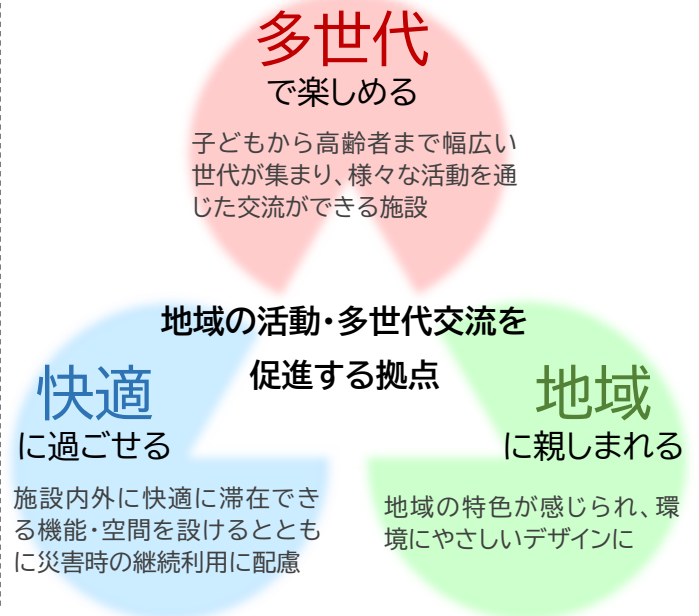 多世代
で楽しめる
子どもから高齢者まで幅広い
世代が集まり、様々な活動を通
じた交流ができる施設
地域の活動・多世代交流を
促進する拠点
快適
に過ごせる
施設内外に快適に滞在でき
る機能・空間を設けるととも
に災害時の継続利用に配慮
地域
に親しまれる
地域の特色が感じられ、環
境にやさしいデザインに